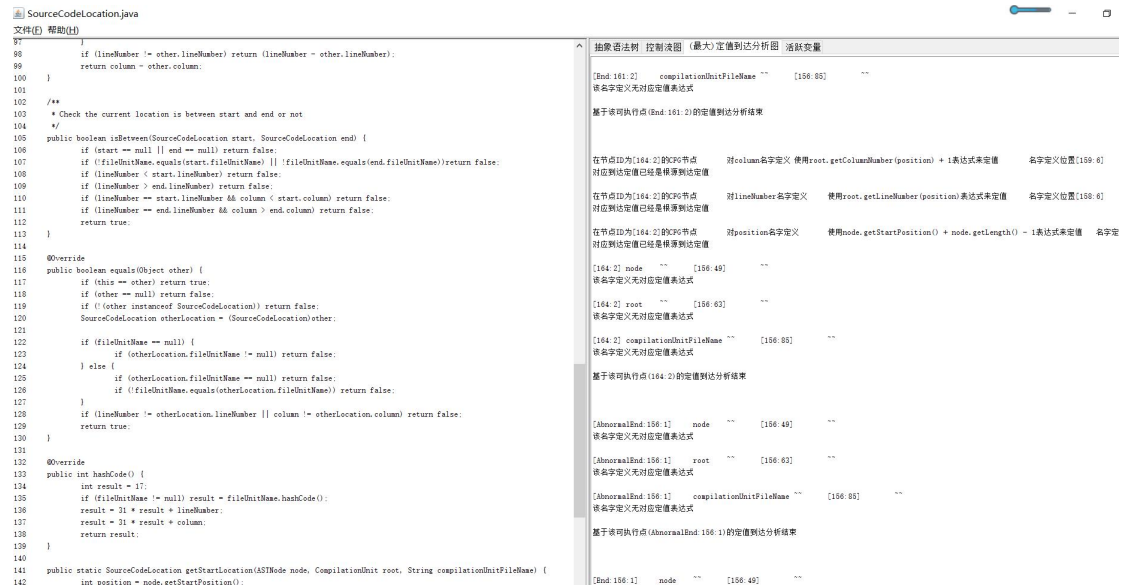 SourceCodeLocation.java
文件(F) 帮助(H)
97 }
98 if (lineNumber != other.lineNumber) return (lineNumber - other.lineNumber);
99 return column - other.column;
100 }
101
102 /**
103 * Check the current location is between start and end or not
104 */
105 public boolean isBetween(SourceCodeLocation start, SourceCodeLocation end) {
106 if (start == null || end == null) return false;
107 if (!fileUnitName.equals(start.fileUnitName) || !fileUnitName.equals(end.fileUnitName))return false;
108 if (lineNumber < start.lineNumber) return false;
109 if (lineNumber > end.lineNumber) return false;
110 if (lineNumber == start.lineNumber && column < start.column) return false;
111 if (lineNumber == end.lineNumber && column > end.column) return false;
112 return true;
113 }
114
115 @Override
116 public boolean equals(Object other) {
117 if (this == other) return true;
118 if (other == null) return false;
119 if (!(other instanceof SourceCodeLocation)) return false;
120 SourceCodeLocation otherLocation = (SourceCodeLocation)other;
121
122 if (fileUnitName == null) {
123 if (otherLocation.fileUnitName != null) return false;
124 } else {
125 if (otherLocation.fileUnitName == null) return false;
126 if (!fileUnitName.equals(otherLocation.fileUnitName)) return false;
127 }
128 if (lineNumber != otherLocation.lineNumber || column != otherLocation.column) return false;
129 return true;
130 }
131
132 @Override
133 public int hashCode() {
134 int result = 17;
135 if (fileUnitName != null) result = fileUnitName.hashCode();
136 result = 31 * result + lineNumber;
137 result = 31 * result + column;
138 return result;
139 }
140
141 public static SourceCodeLocation getStartLocation(ASTNode node, CompilationUnit root, String compilationUnitFileName) {
142 int position = node.getStartPosition();
抽象语法树 控制流图 (最大)定值到达分析图 活跃变量
[End:161:2] compilationUnitFileName ~~ [156:85] ~~
该名字定义无对应定值表达式
基于该可执行点(End:161:2)的定值到达分析结束
在节点ID为[164:2]的CFG节点 对column名字定义 使用root.getColumnNumber(position) + 1表达式来定值 名字定义位置[159:6]
对应到达定值已经是根源到达定值
在节点ID为[164:2]的CFG节点 对lineNumber名字定义 使用root.getLineNumber(position)表达式来定值 名字定义位置[158:6]
对应到达定值已经是根源到达定值
在节点ID为[164:2]的CFG节点 对position名字定义 使用node.getStartPosition() + node.getLength() - 1表达式来定值 名字定
对应到达定值已经是根源到达定值
[164:2] node ~~ [156:49] ~~
该名字定义无对应定值表达式
[164:2] root ~~ [156:63] ~~
该名字定义无对应定值表达式
[164:2] compilationUnitFileName ~~ [156:85] ~~
该名字定义无对应定值表达式
基于该可执行点(164:2)的定值到达分析结束
[AbnormalEnd:156:1] node ~~ [156:49] ~~
该名字定义无对应定值表达式
[AbnormalEnd:156:1] root ~~ [156:63] ~~
该名字定义无对应定值表达式
[AbnormalEnd:156:1] compilationUnitFileName ~~ [156:85] ~~
该名字定义无对应定值表达式
基于该可执行点(AbnormalEnd:156:1)的定值到达分析结束
[End:156:1] node ~~ [156:49] ~~